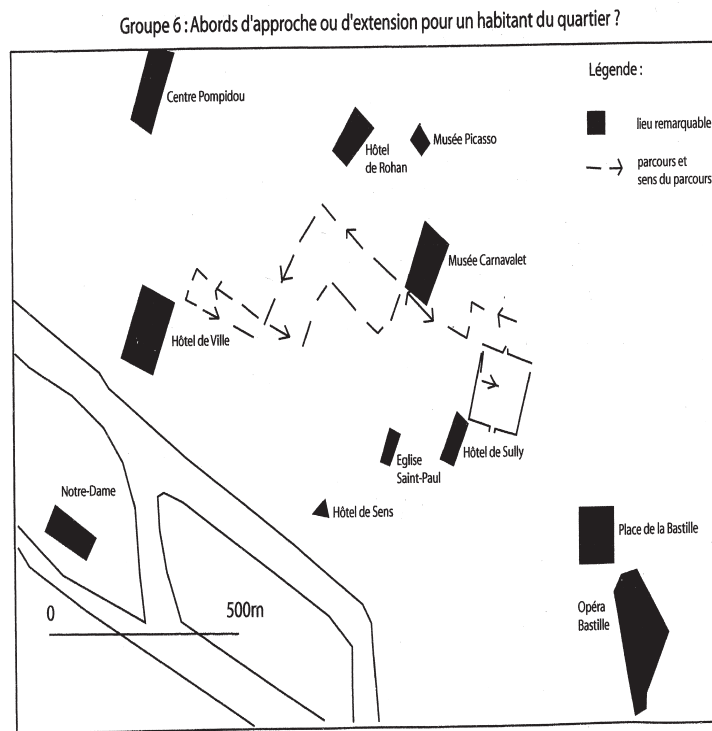 Groupe 6 : Abords d'approche ou d'extension pour un habitant du quartier ?
Légende :
Centre Pompidou
lieu remarquable
Hôtel
de Rohan
Musée Picasso
parcours et
sens du parcours
Musée Carnavalet
Hôtel de Ville
Eglise
Saint-Paul
Hôtel de Sully
Notre-Dame
Hôtel de Sens
Place de la Bastille
0
500m
Opéra
Bastille